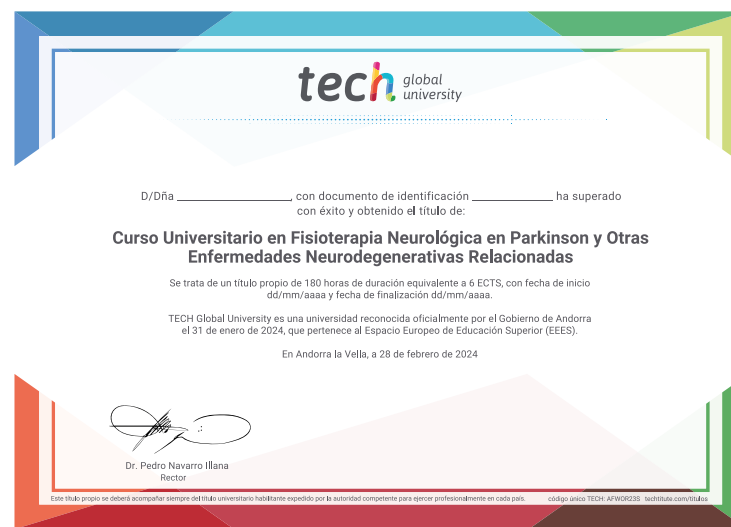 tech global
university
D/Dña ______________, con documento de identificación __________ ha superado
con éxito y obtenido el título de:
Curso Universitario en Fisioterapia Neurológica en Parkinson y Otras
Enfermedades Neurodegenerativas Relacionadas
Se trata de un título propio de 180 horas de duración equivalente a 6 ECTS, con fecha de inicio
dd/mm/aaaa y fecha de finalización dd/mm/aaaa.
TECH Global University es una universidad reconocida oficialmente por el Gobierno de Andorra
el 31 de enero de 2024, que pertenece al Espacio Europeo de Educación Superior (EEES).
En Andorra la Vella, a 28 de febrero de 2024
Dr. Pedro Navarro Illana
Rector
Este título propio se deberá acompañar siempre del título universitario habilitante expedido por la autoridad competente para ejercer profesionalmente en cada país. código único TECH: AFWOR23S techtitute.com/titulos